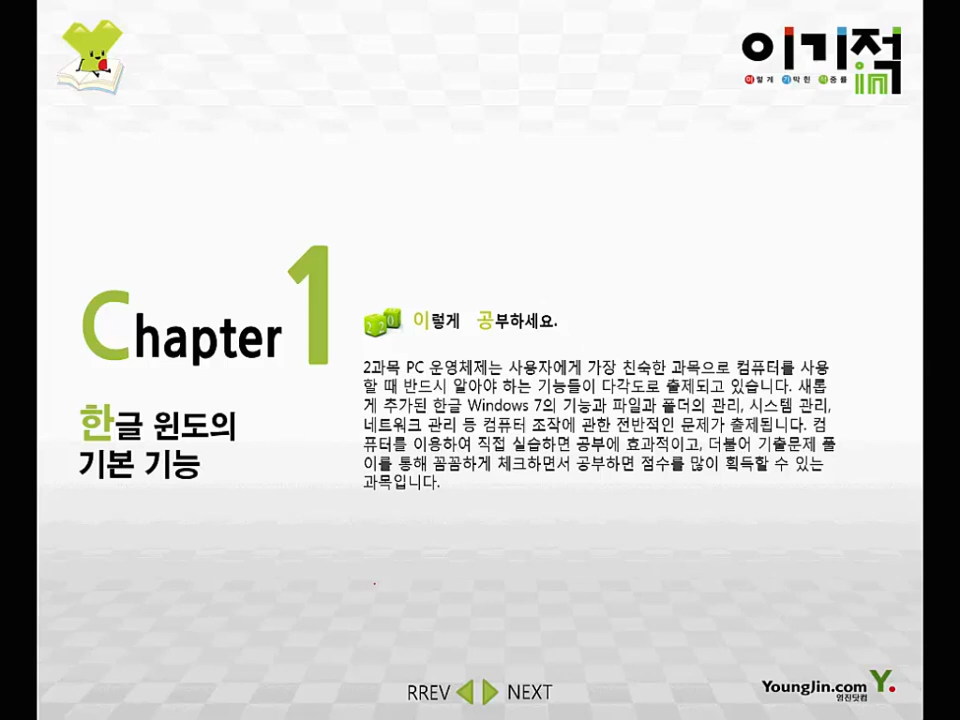 이기적in
이렇게 기막힌 적중률
Chapter 1
한글 윈도의
기본 기능
이렇게 공부하세요.
2과목 PC 운영체제는 사용자에게 가장 친숙한 과목으로 컴퓨터를 사용
할 때 반드시 알아야 하는 기능들이 다각도로 출제되고 있습니다. 새롭
게 추가된 한글 Windows 7의 기능과 파일과 폴더의 관리, 시스템 관리,
네트워크 관리 등 컴퓨터 조작에 관한 전반적인 문제가 출제됩니다. 컴
퓨터를 이용하여 직접 실습하면 공부에 효과적이고, 더불어 기출문제 풀
이를 통해 꼼꼼하게 체크하면서 공부하면 점수를 많이 획득할 수 있는
과목입니다.
RREV NEXT
YoungJin.com Y.
영진닷컴